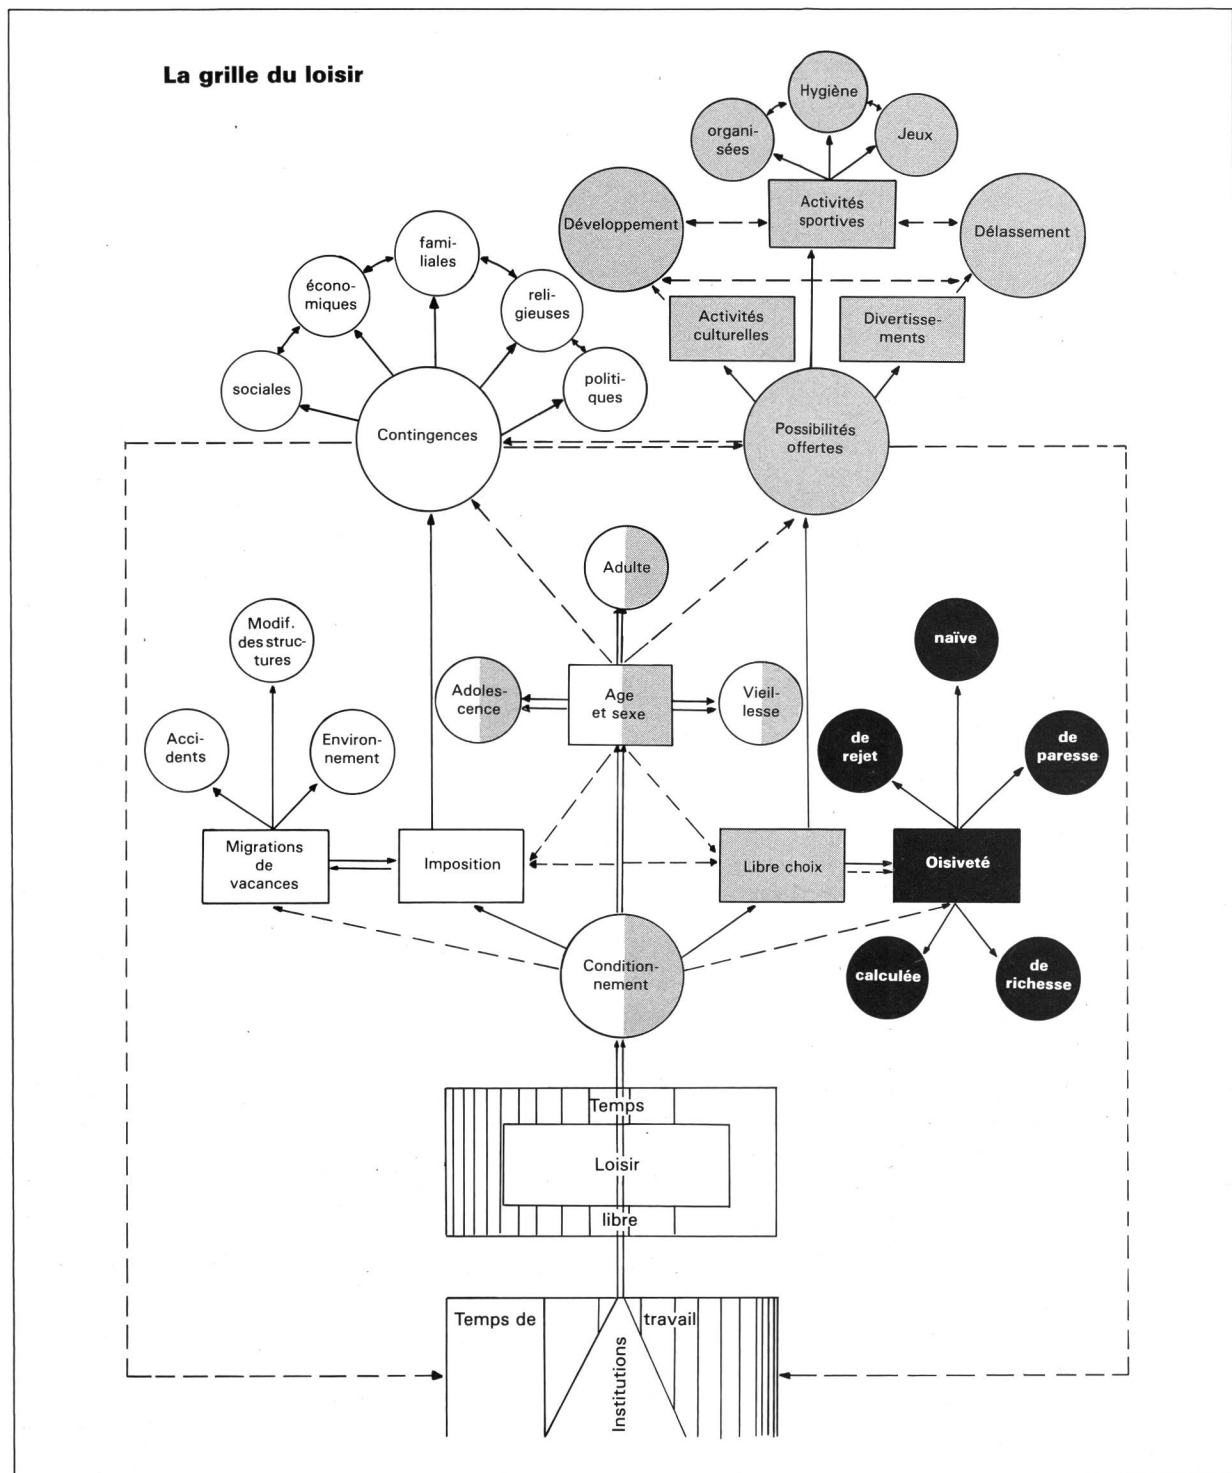 La grille du loisir
Hygiène
organi-
sées
Jeux
Activités
sportives
Développement
Délassement
fami-
liales
écono-
miques
reli-
gieuses
sociales
politi-
ques
Activités
culturelles
Divertisse-
ments
Contingences
Possibilités
offertes
Adulte
Modif.
des struc-
tures
naïve
Adoles-
cence
Age
et sexe
Vieil-
lesse
Acci-
dents
Environ-
nement
de
rejet
de
paresse
Migrations
de
vacances
Imposition
Libre choix
Oisiveté
Condition-
nement
calculée
de
richesse
Temps
Loisir
libre
Temps de
travail
Institutions